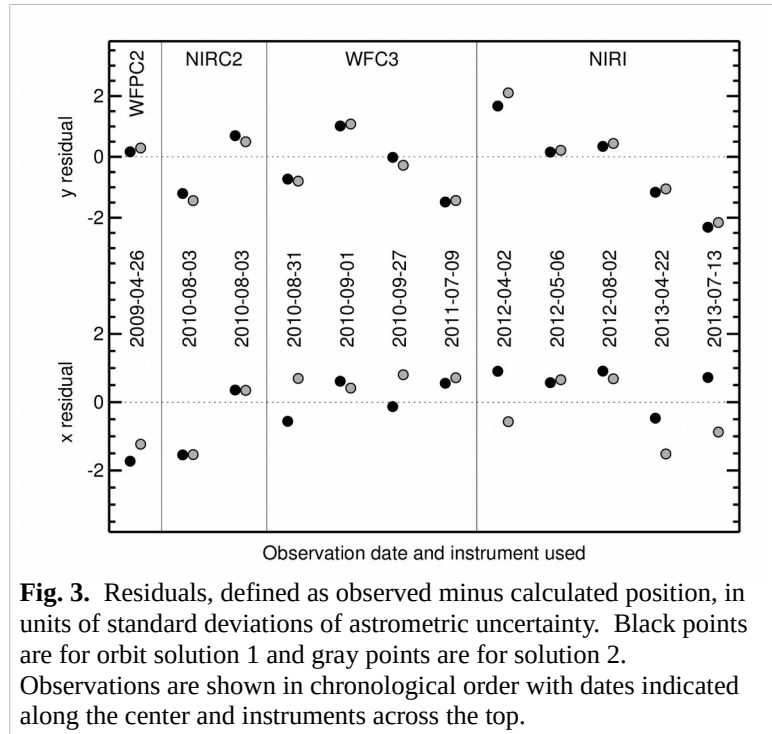 WFPC2
NIRC2
WFC3
NIRI
y residual
2
0
-2
2009-04-26
2010-08-03
2010-08-03
2010-08-31
2010-09-01
2010-09-27
2011-07-09
2012-04-02
2012-05-06
2012-08-02
2013-04-22
2013-07-13
x residual
2
0
-2
Observation date and instrument used
Fig. 3. Residuals, defined as observed minus calculated position, in
units of standard deviations of astrometric uncertainty. Black points
are for orbit solution 1 and gray points are for solution 2.
Observations are shown in chronological order with dates indicated
along the center and instruments across the top.